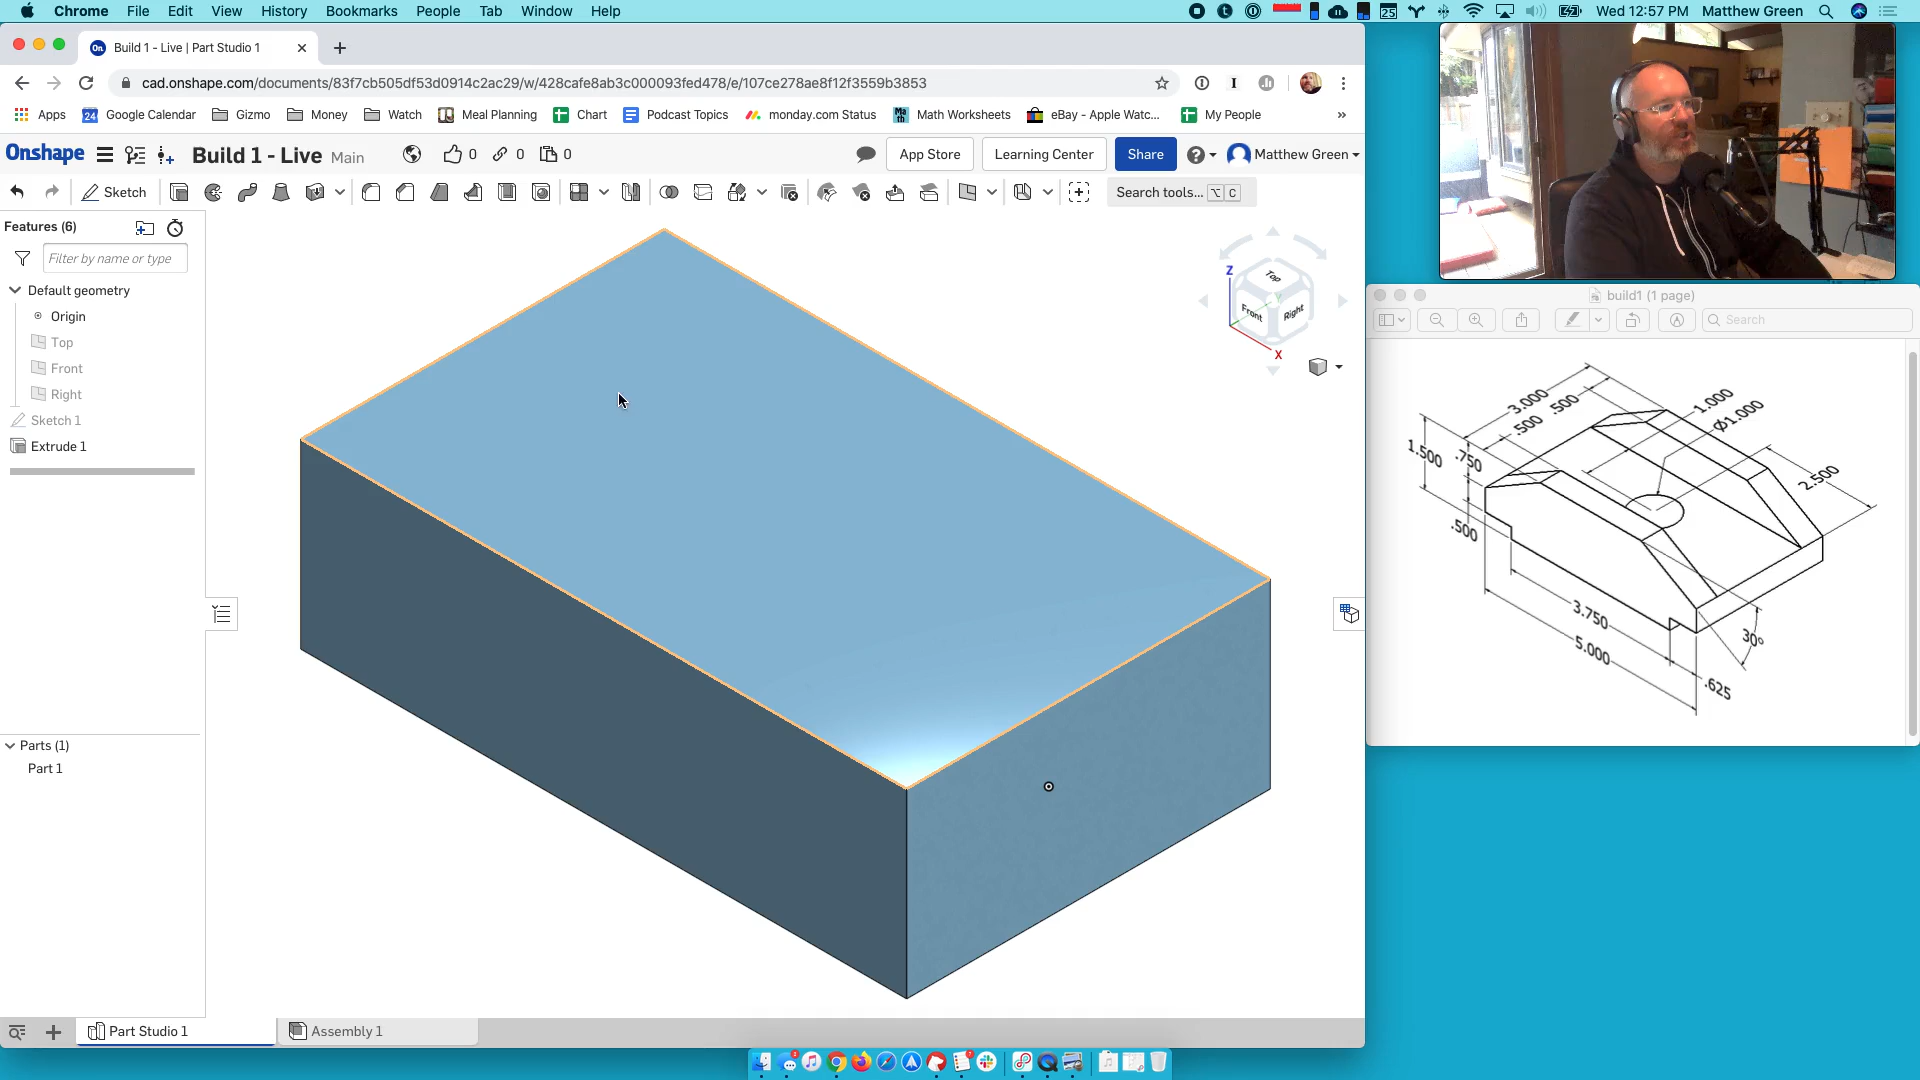 Chrome File Edit View History Bookmarks People Tab Window Help
25 Wed 12:57 PM Matthew Green
On Build 1 - Live | Part Studio 1
cad.onshape.com/documents/83f7cb505df53d0914c2ac29/w/428cafe8ab3c000093fed478/e/107ce278ae8f12f3559b3853
Apps 24 Google Calendar Gizmo Money Watch Meal Planning Chart Podcast Topics monday.com Status Math Worksheets eBay - Apple Watc... My People »
Onshape Build 1 - Live Main 0 0 0 App Store Learning Center Share Matthew Green
Sketch Search tools... C
Features (6)
Filter by name or type
Default geometry
Origin
Top
Front
Right
Sketch 1
Extrude 1
Parts (1)
Part 1
Z
Top
Front
Right
X
build1 (1 page)
Search
3.000
.500
.500
1.000
Ø1.000
1.500
.750
.500
2.500
3.750
5.000
30°
.625
Part Studio 1
Assembly 1